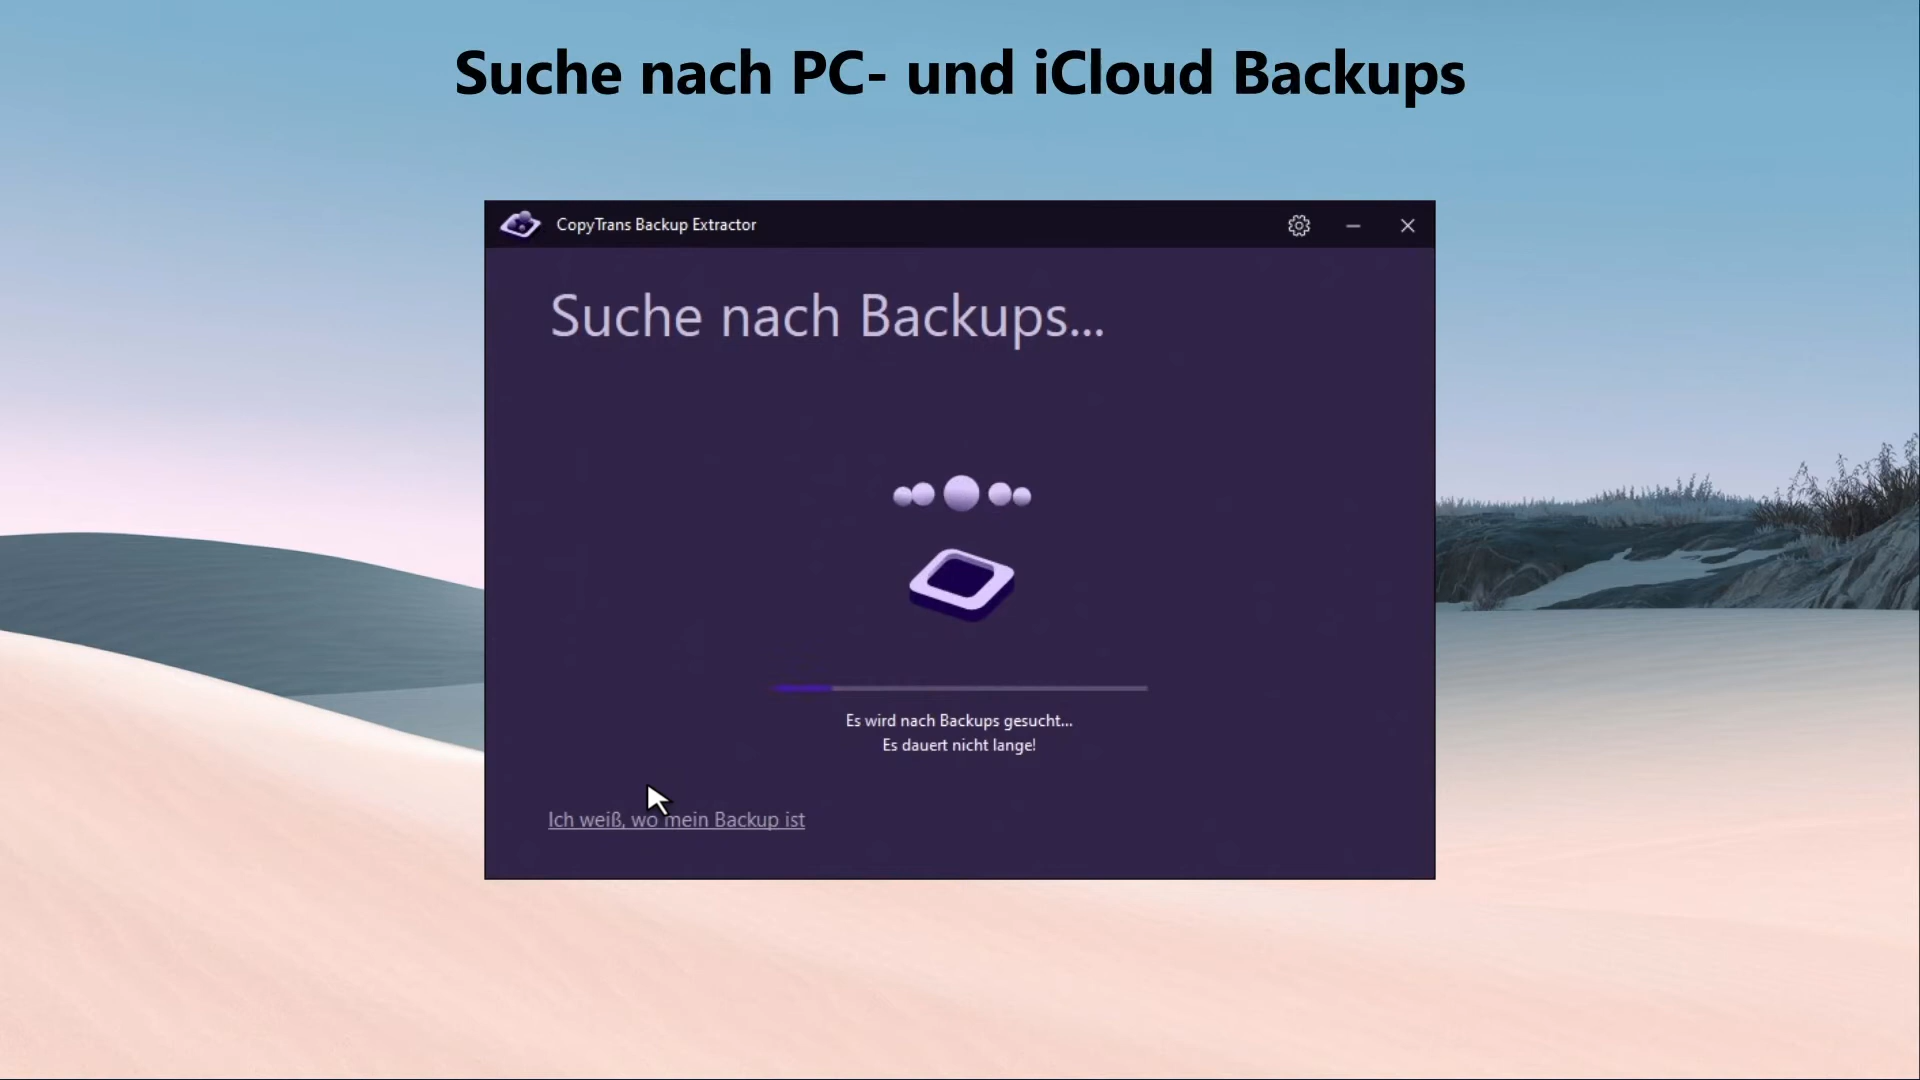 Suche nach PC- und iCloud Backups
CopyTrans Backup Extractor
Suche nach Backups...
Es wird nach Backups gesucht...
Es dauert nicht lange!
Ich weiß, wo mein Backup ist